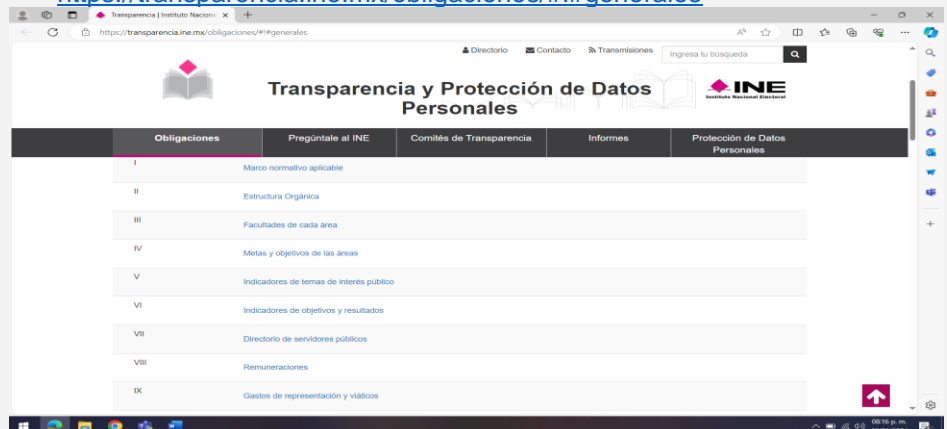 https://transparencia.ine.mx/obligaciones/#!#generales
Transparencia | Instituto Nacion
https://transparencia.ine.mx/obligaciones/#!#generales
Directorio Contacto Transmisiones Ingresa tu búsqueda
Transparencia y Protección de Datos
Personales
INE
Instituto Nacional Electoral
Obligaciones Pregúntale al INE Comités de Transparencia Informes Protección de Datos
Personales
I Marco normativo aplicable
II Estructura Orgánica
III Facultades de cada área
IV Metas y objetivos de las áreas
V Indicadores de temas de interés público
VI Indicadores de objetivos y resultados
VII Directorio de servidores públicos
VIII Remuneraciones
IX Gastos de representación y viáticos
08:16 p. m.